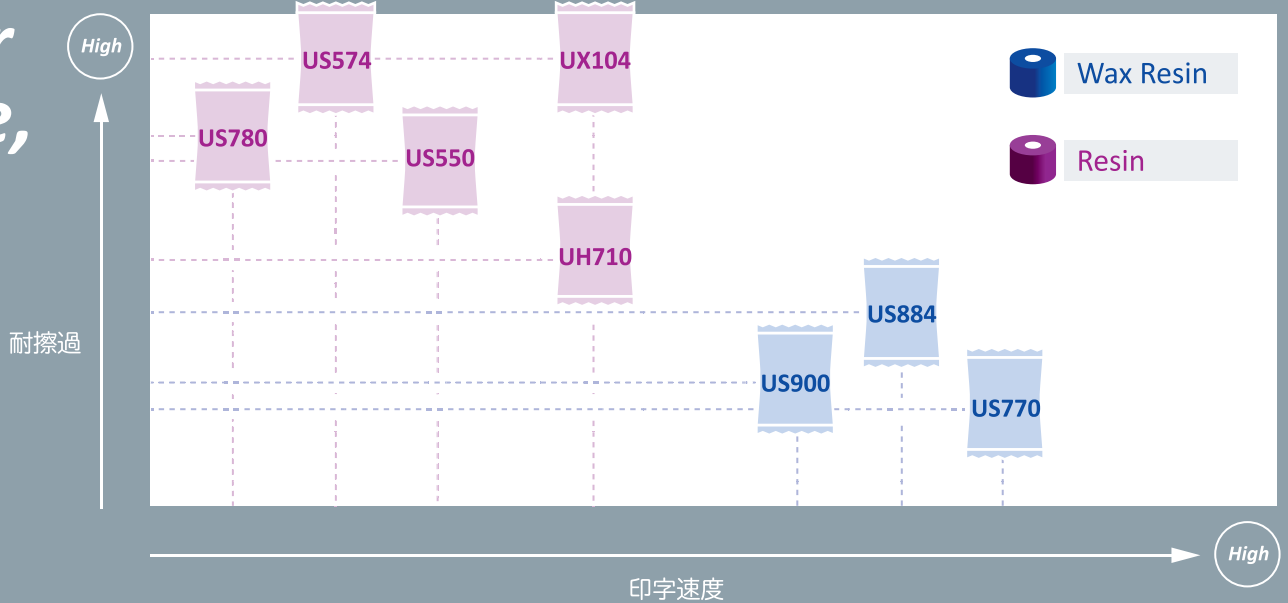 High
US574
UX104
Wax Resin
US780
US550
Resin
UH710
US884
耐擦過
US900
US770
High
印字速度